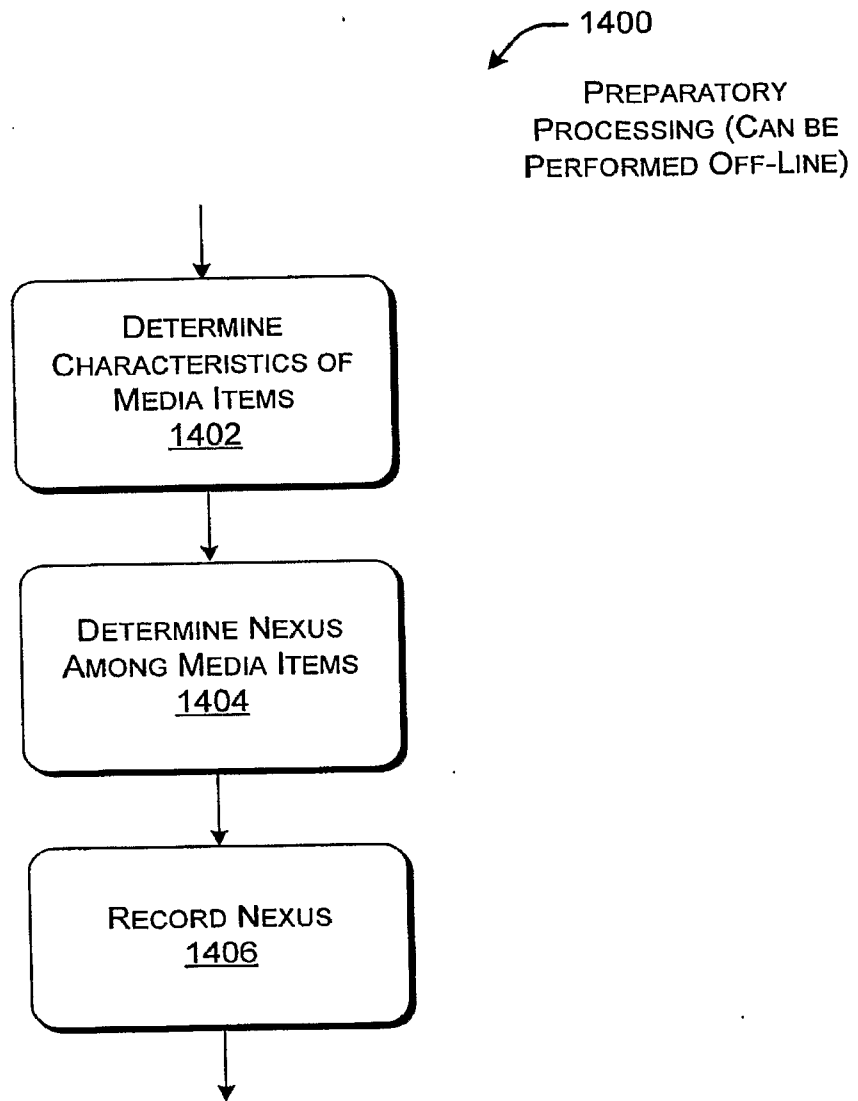 1400
PREPARATORY
PROCESSING (CAN BE
PERFORMED OFF-LINE)
DETERMINE
CHARACTERISTICS OF
MEDIA ITEMS
1402
DETERMINE NEXUS
AMONG MEDIA ITEMS
1404
RECORD NEXUS
1406